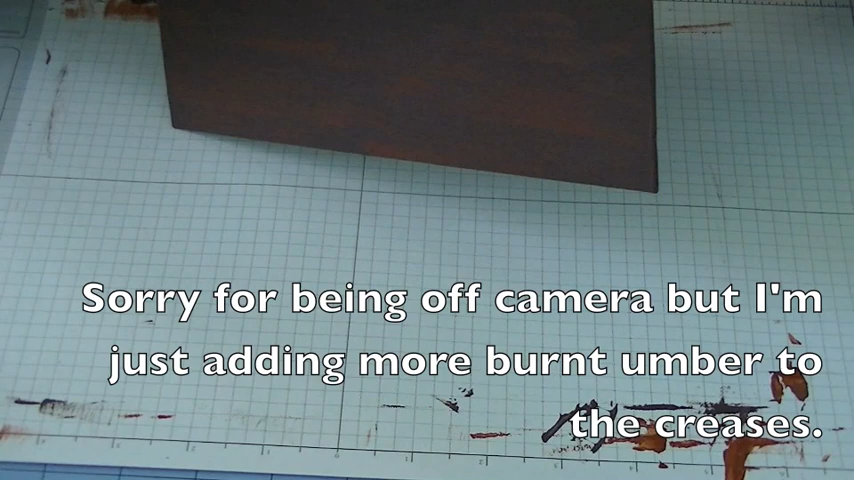 Sorry for being off camera but I'm
just adding more burnt umber to
the creases.